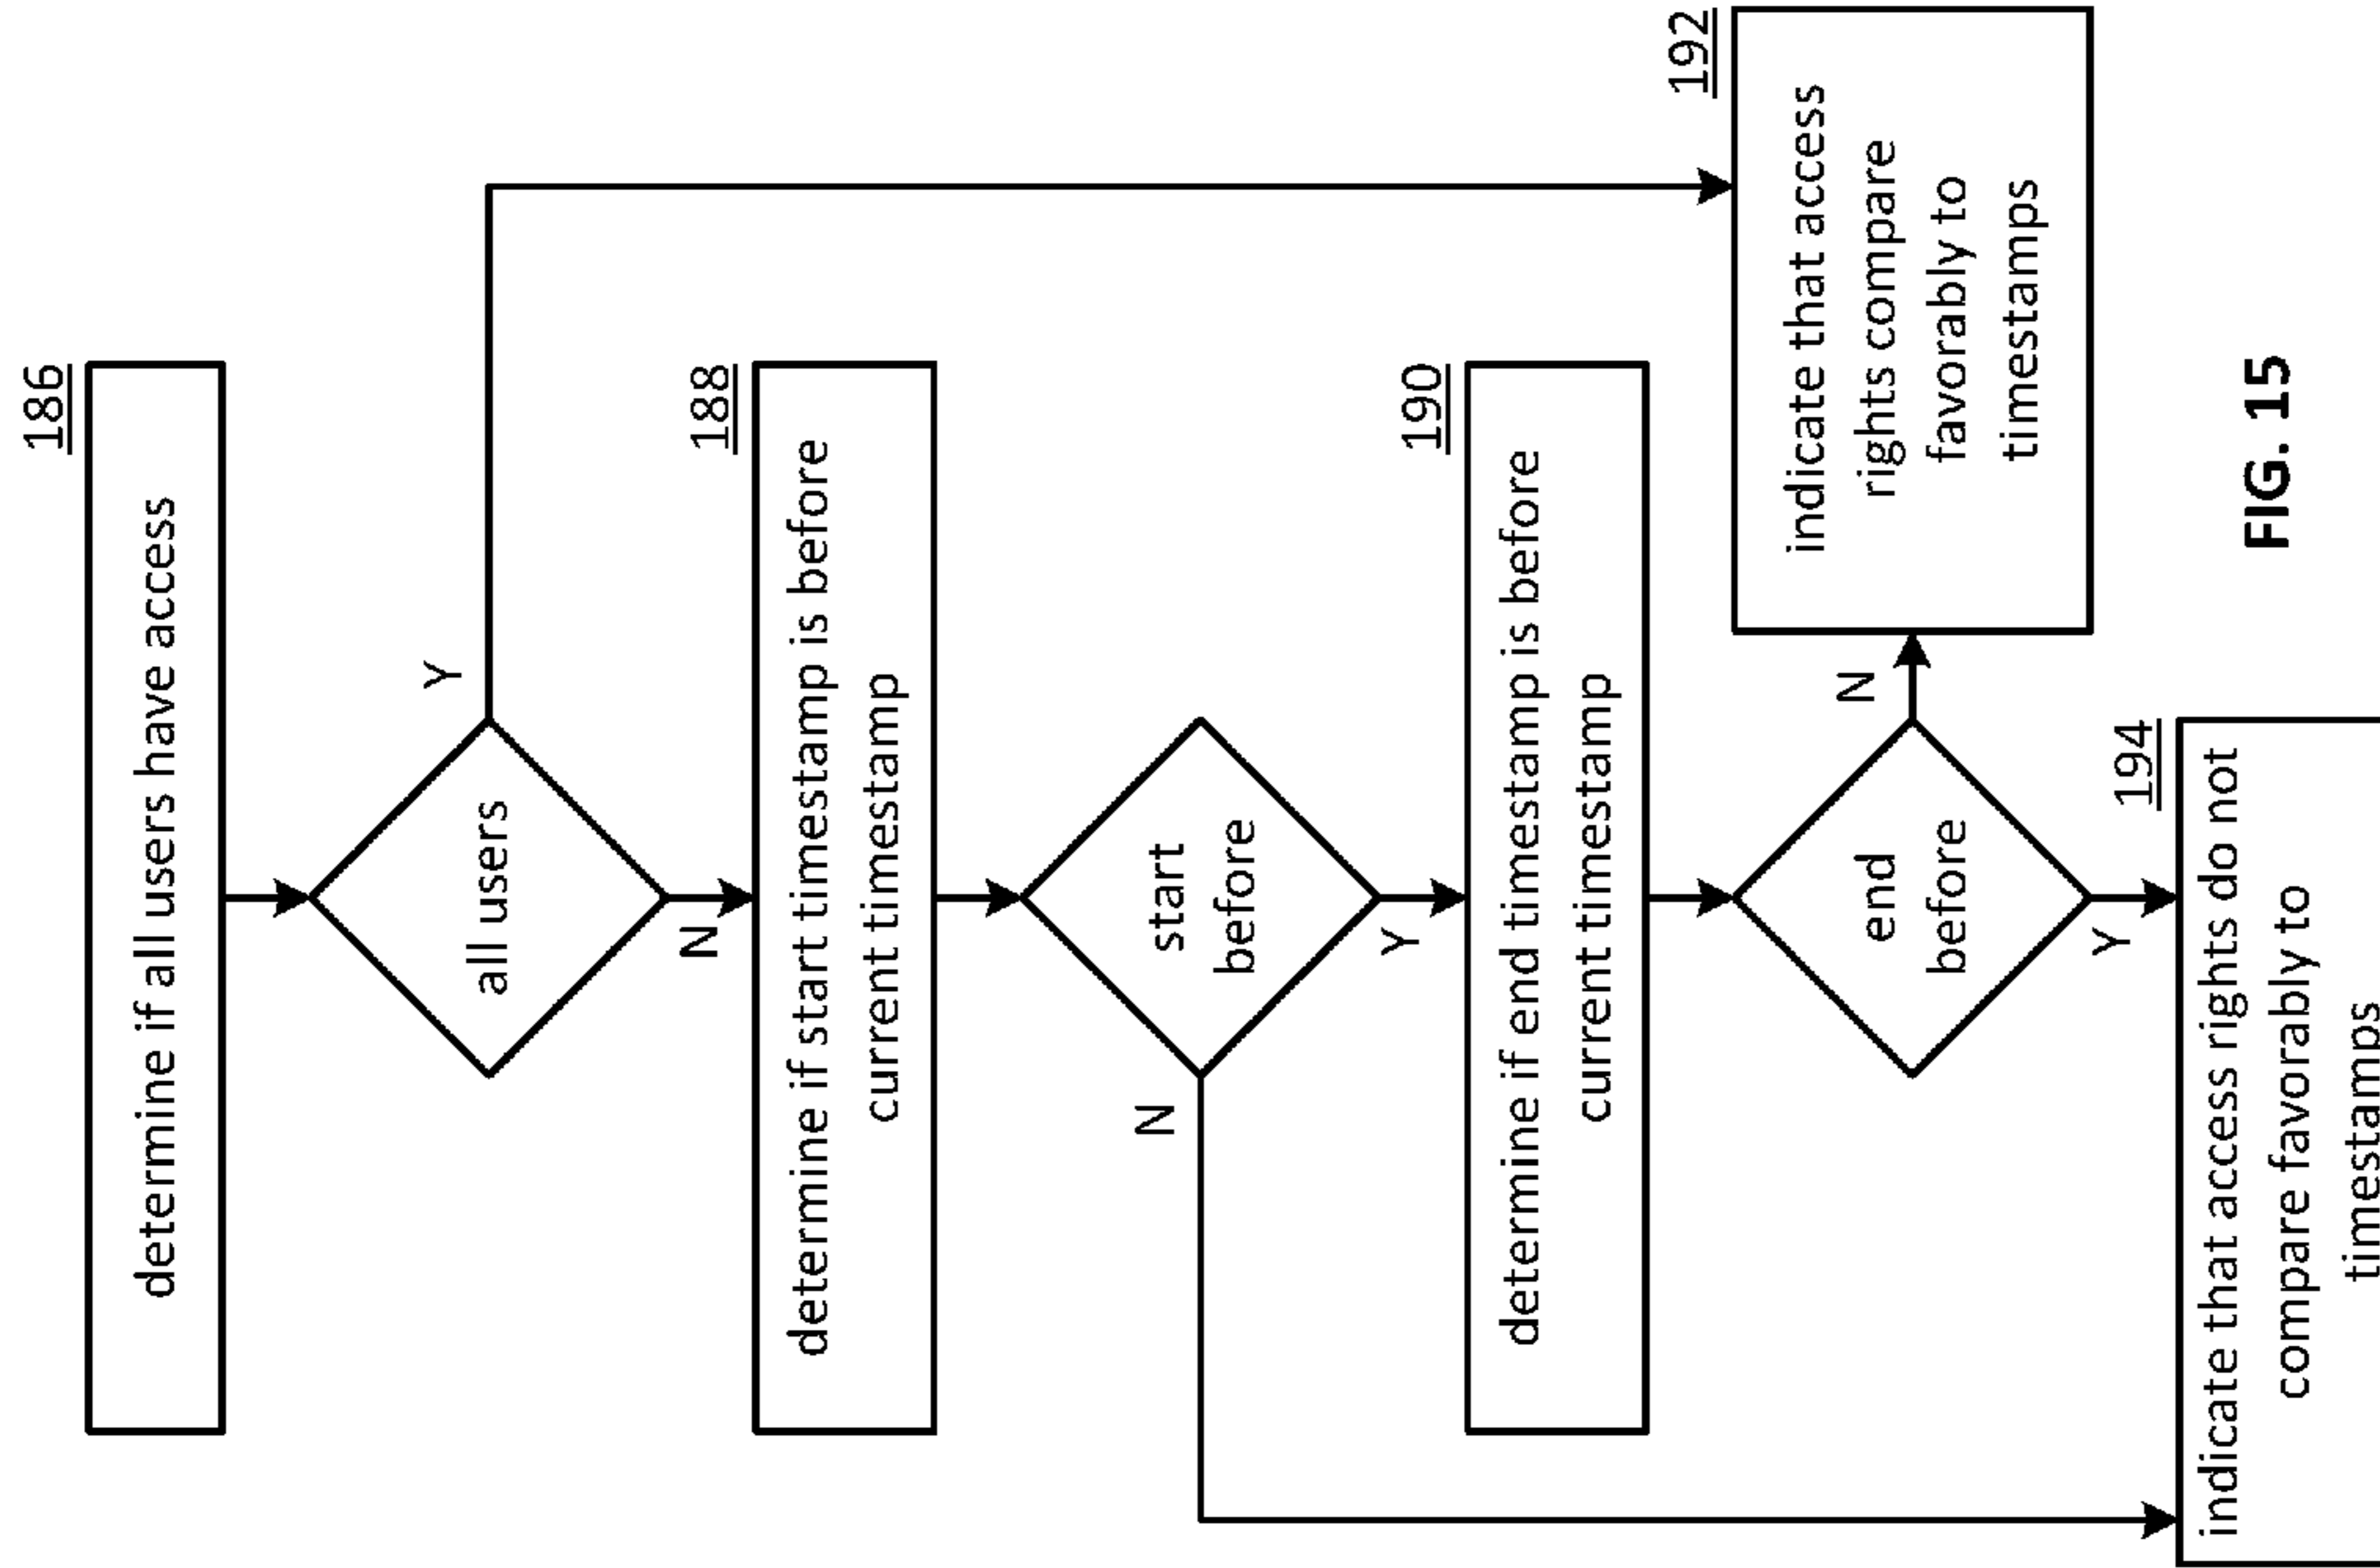 186
determine if all users have access
all users
Y
N
188
determine if start timestamp is before
current timestamp
start
before
N
Y
190
determine if end timestamp is before
current timestamp
end
before
N
Y
192
indicate that access
rights compare
favorably to
timestamps
194
indicate that access rights do not
compare favorably to
timestamps
FIG. 15